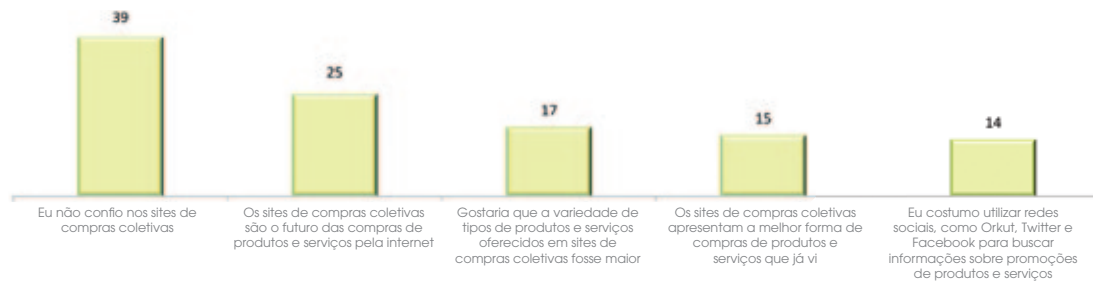 39
25
17
15
14
Eu não confio nos sites de
compras coletivas
Os sites de compras coletivas
são o futuro das compras de
produtos e serviços pela internet
Gostaria que a variedade de
tipos de produtos e serviços
oferecidos em sites de
compras coletivas fosse maior
Os sites de compras coletivas
apresentam a melhor forma de
compras de produtos e
serviços que já vi
Eu costumo utilizar redes
sociais, como Orkut, Twitter e
Facebook para buscar
informações sobre promoções
de produtos e serviços